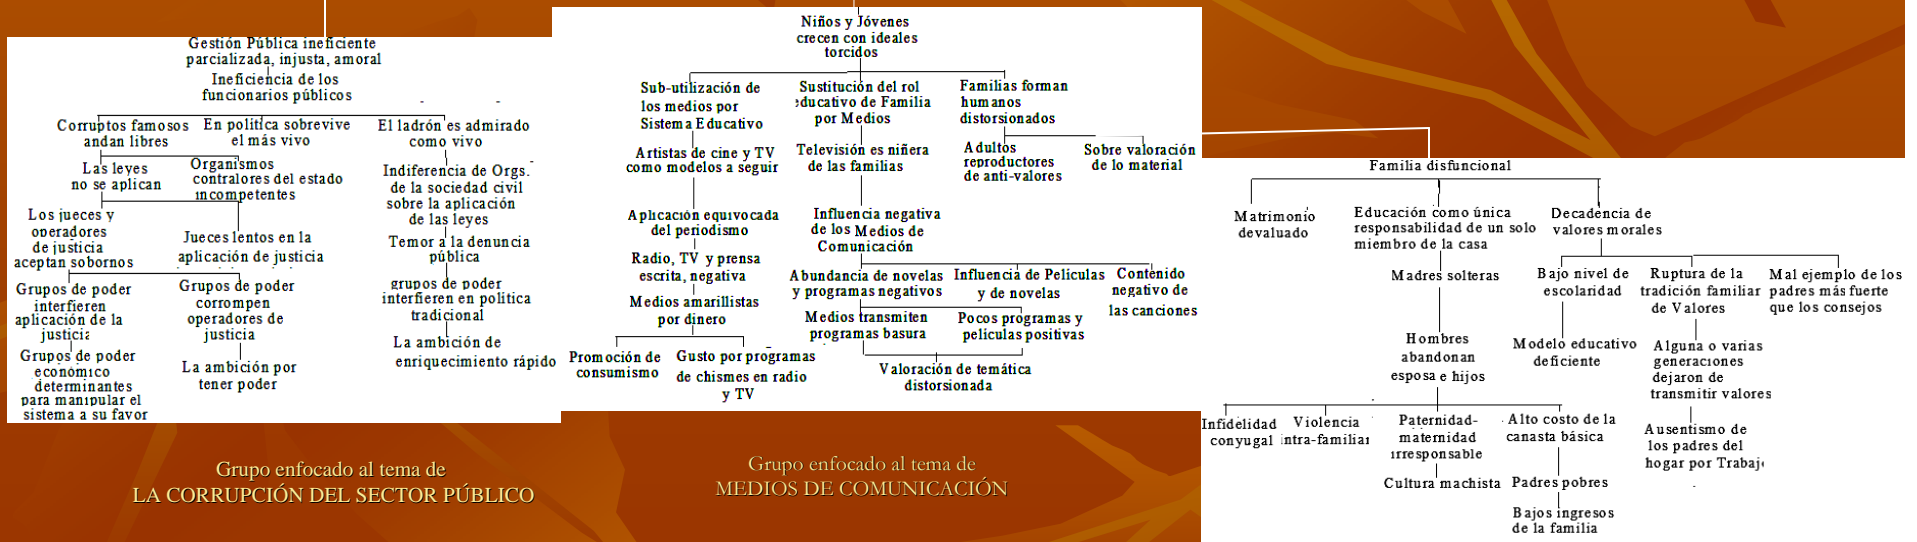 Gestión Pública ineficiente
parcializada, injusta, amoral
Ineficiencia de los
funcionarios públicos
Corruptos famosos
andan libres
En política sobrevive
el más vivo
El ladrón es admirado
como vivo
Las leyes
no se aplican
Organismos
contralores del estado
incompetentes
Indiferencia de Orgs.
de la sociedad civil
sobre la aplicación
de las leyes
Los jueces y
operadores
de justicia
aceptan sobornos
Jueces lentos en la
aplicación de justicia
Temor a la denuncia
pública
Grupos de poder
interfieren
aplicación de la
justicia
Grupos de poder
corrompen
operadores de
justicia
grupos de poder
interfieren en política
tradicional
Grupos de poder
económico
determinantes
para manipular el
sistema a su favor
La ambición por
tener poder
La ambición de
enriquecimiento rápido
Grupo enfocado al tema de
LA CORRUPCIÓN DEL SECTOR PÚBLICO
Niños y Jóvenes
crecen con ideales
torcidos
Sub-utilización de
los medios por
Sistema Educativo
Sustitución del rol
educativo de Familia
por Medios
Familias forman
humanos
distorsionados
Artistas de cine y TV
como modelos a seguir
Televisión es niñera
de las familias
Adultos
reproductores
de anti-valores
Sobre valoración
de lo material
Aplicación equivocada
del periodismo
Influencia negativa
de los Medios de
Comunicación
Radio, TV y prensa
escrita, negativa
Abundancia de novelas
y programas negativos
Influencia de Películas
y de novelas
Contenido
negativo de
las canciones
Medios amarillistas
por dinero
Medios transmiten
programas basura
Pocos programas y
películas positivas
Promoción de
consumismo
Gusto por programas
de chismes en radio
y TV
Valoración de temática
distorsionada
Grupo enfocado al tema de
MEDIOS DE COMUNICACIÓN
Familia disfuncional
Matrimonio
devaluado
Educación como única
responsabilidad de un solo
miembro de la casa
Decadencia de
valores morales
Madres solteras
Bajo nivel de
escolaridad
Ruptura de la
tradición familiar
de Valores
Mal ejemplo de los
padres más fuerte
que los consejos
Hombres
abandonan
esposa e hijos
Modelo educativo
deficiente
Alguna o varias
generaciones
dejaron de
transmitir valores
Infidelidad
conyugal
Violencia
intra-familiar
Paternidad-
maternidad
irresponsable
Alto costo de la
canasta básica
Ausentismo de
los padres del
hogar por Trabajo
Cultura machista
Padres pobres
Bajos ingresos
de la familia